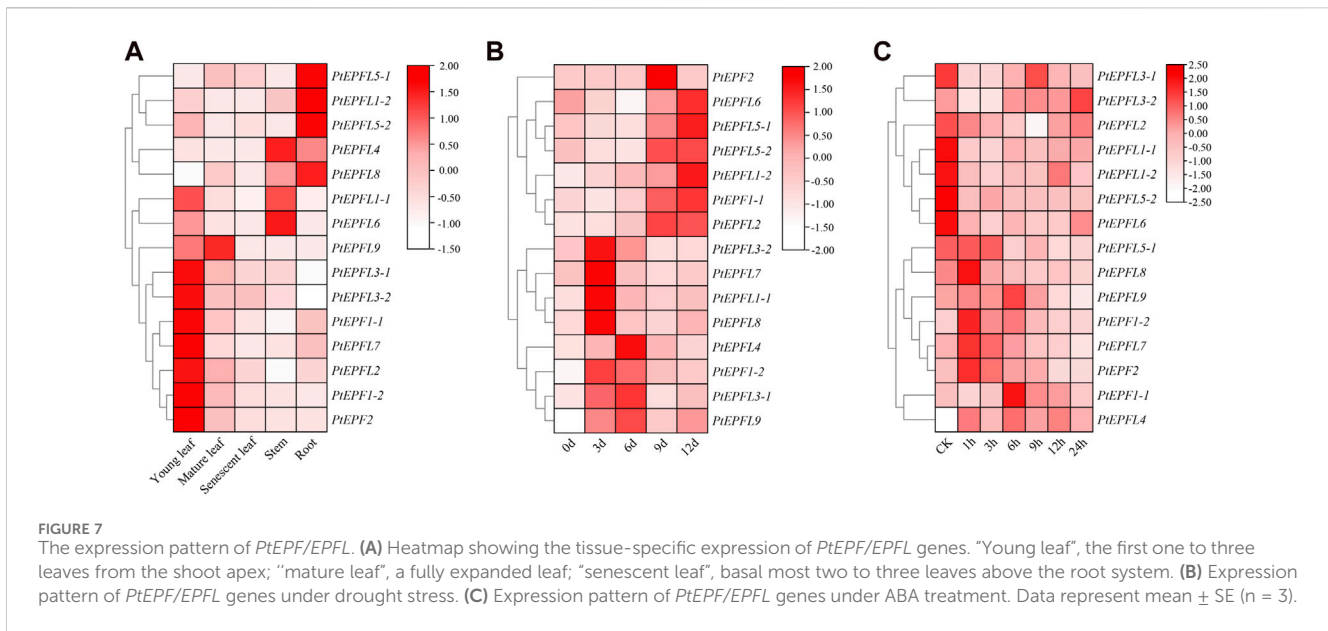 A
PtEPFL5-1
PtEPFL1-2
PtEPFL5-2
PtEPFL4
PtEPFL8
PtEPFL1-1
PtEPFL6
PtEPFL9
PtEPFL3-1
PtEPFL3-2
PtEPF1-1
PtEPFL7
PtEPFL2
PtEPF1-2
PtEPF2
Young leaf
Mature leaf
Senescent leaf
Stem
Root
2.00
1.50
1.00
0.50
0.00
-0.50
-1.00
-1.50
B
PtEPF2
PtEPFL6
PtEPFL5-1
PtEPFL5-2
PtEPFL1-2
PtEPF1-1
PtEPFL2
PtEPFL3-2
PtEPFL7
PtEPFL1-1
PtEPFL8
PtEPFL4
PtEPF1-2
PtEPFL3-1
PtEPFL9
0d
3d
6d
9d
12d
2.00
1.50
1.00
0.50
0.00
-0.50
-1.00
-1.50
-2.00
C
PtEPFL3-1
PtEPFL3-2
PtEPFL2
PtEPFL1-1
PtEPFL1-2
PtEPFL5-2
PtEPFL6
PtEPFL5-1
PtEPFL8
PtEPFL9
PtEPF1-2
PtEPFL7
PtEPF2
PtEPF1-1
PtEPFL4
CK
1h
3h
6h
9h
12h
24h
2.50
2.00
1.50
1.00
0.50
0.00
-0.50
-1.00
-1.50
-2.00
-2.50
FIGURE 7
The expression pattern of PtEPF/EPFL. (A) Heatmap showing the tissue-specific expression of PtEPF/EPFL genes. “Young leaf”, the first one to three
leaves from the shoot apex; ‘‘mature leaf”, a fully expanded leaf; “senescent leaf”, basal most two to three leaves above the root system. (B) Expression
pattern of PtEPF/EPFL genes under drought stress. (C) Expression pattern of PtEPF/EPFL genes under ABA treatment. Data represent mean ± SE (n = 3).